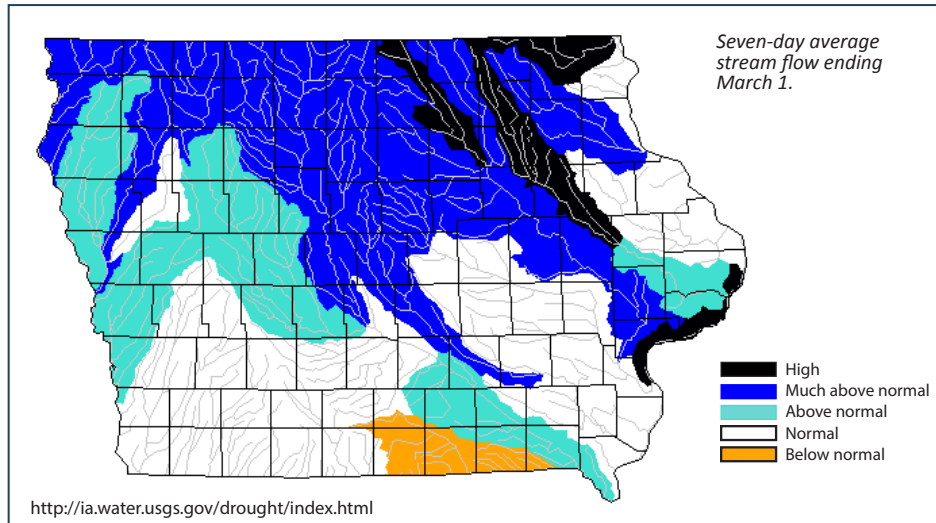 Seven-day average
stream flow ending
March 1.
High
Much above normal
Above normal
Normal
Below normal
http://ia.water.usgs.gov/drought/index.html